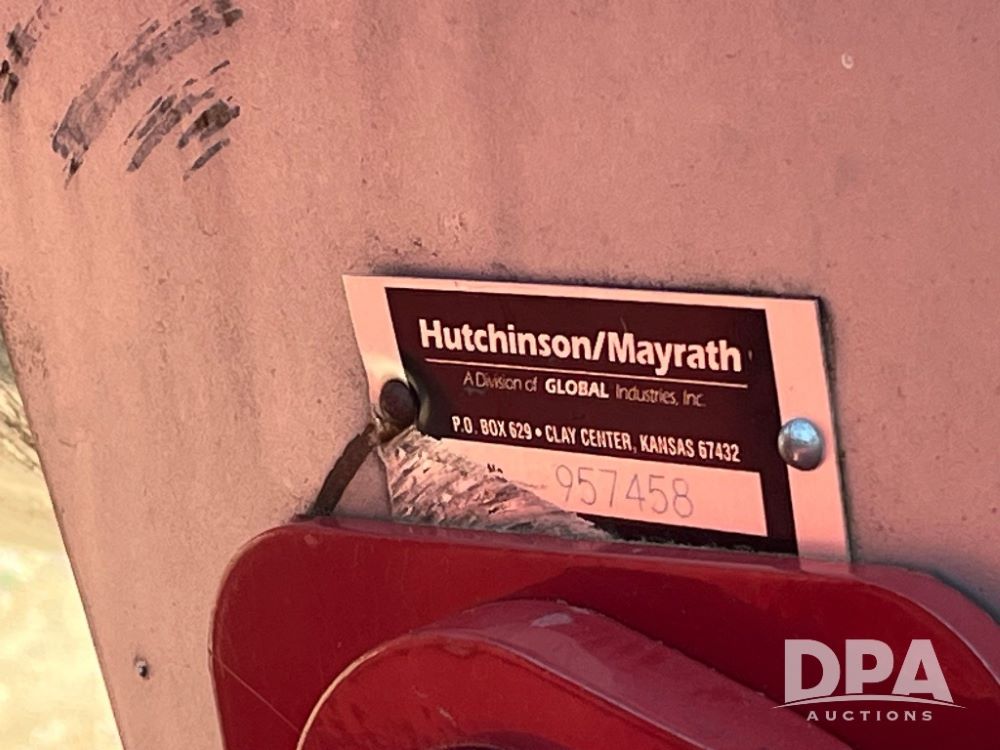 Hutchinson/Mayrath
A Division of GLOBAL Industries, Inc.
P.O. BOX 629 • CLAY CENTER, KANSAS 67432
957458
DPA
AUCTIONS